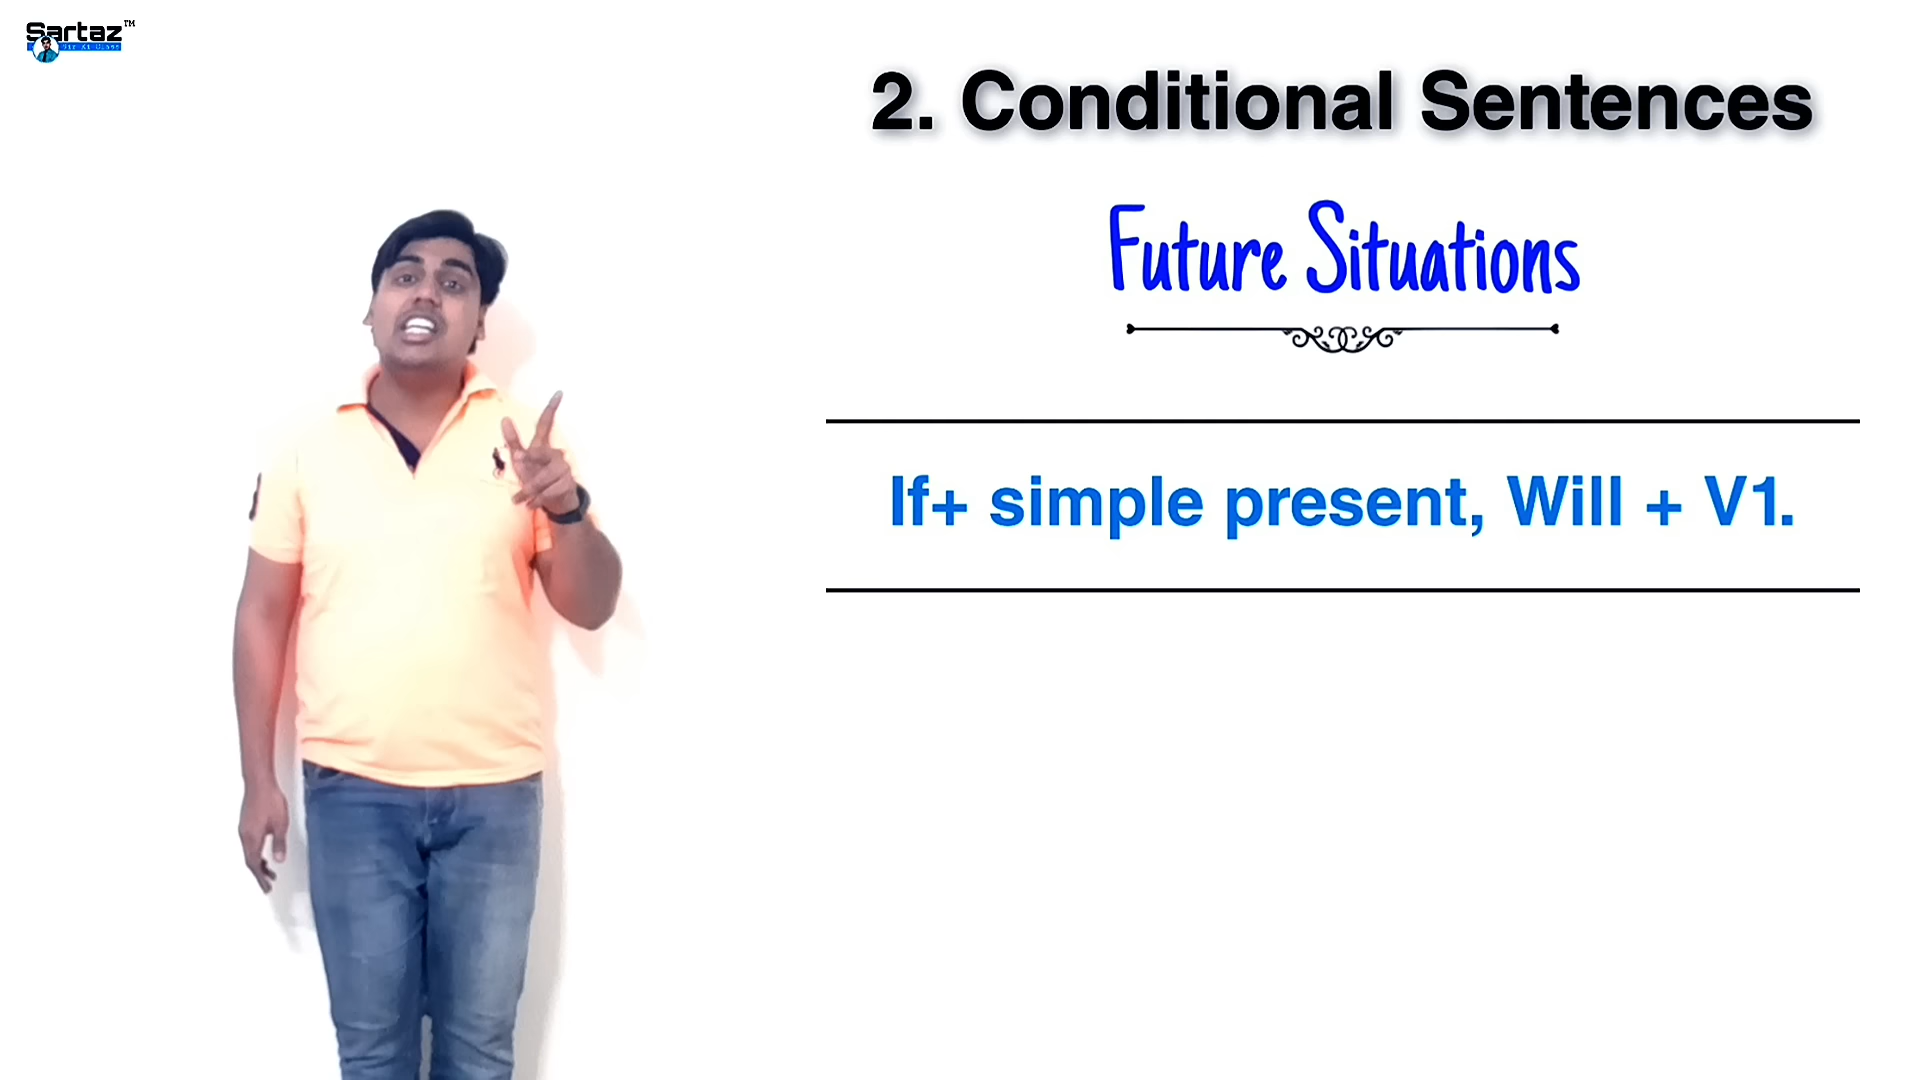 Sartaz™
2. Conditional Sentences
Future Situations
If+ simple present, Will + V1.